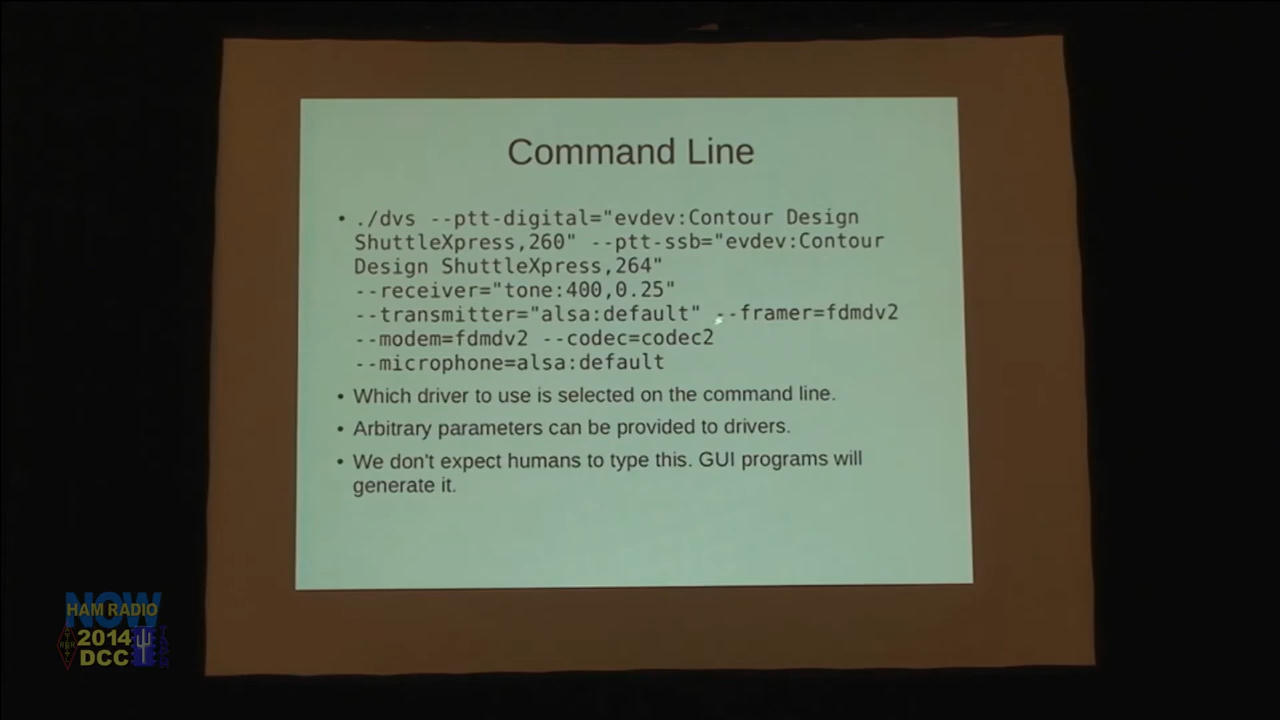 Command Line
• ./dvs --ptt-digital="evdev:Contour Design
ShuttleXpress,260" --ptt-ssb="evdev:Contour
Design ShuttleXpress,264"
--receiver="tone:400,0.25"
--transmitter="alsa:default" --framer=fdmdv2
--modem=fdmdv2 --codec=codec2
--microphone=alsa:default
• Which driver to use is selected on the command line.
• Arbitrary parameters can be provided to drivers.
• We don't expect humans to type this. GUI programs will
generate it.
NOW
HAM RADIO
2014
DCC